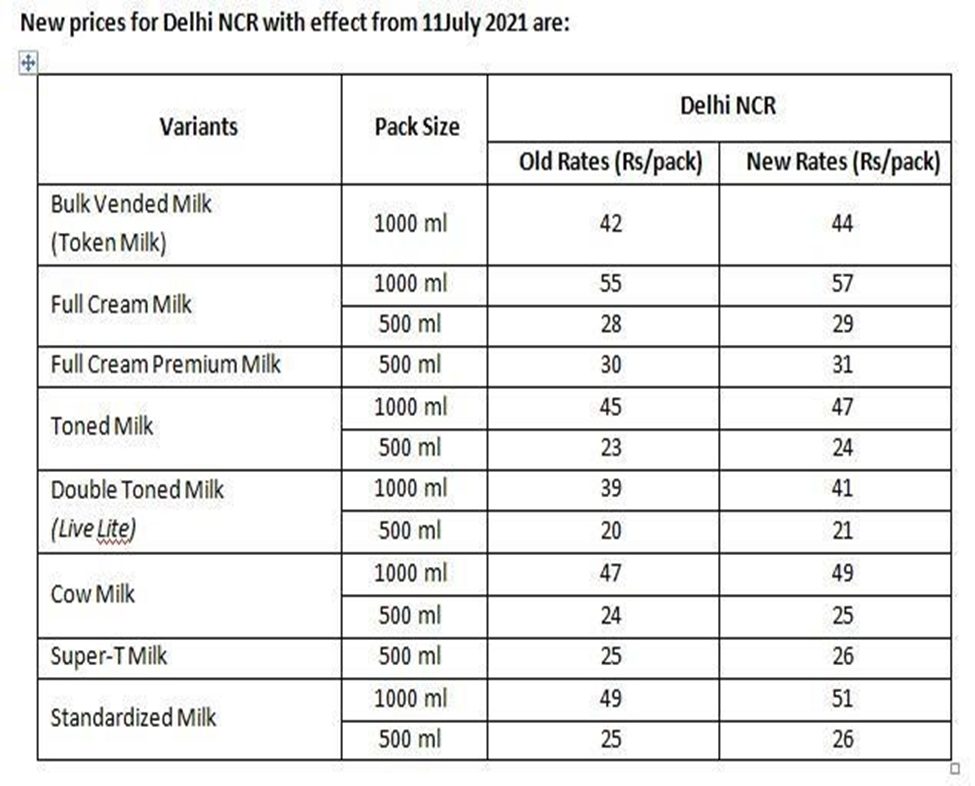 New prices for Delhi NCR with effect from 11July 2021 are:
Variants Pack Size Delhi NCR
Old Rates (Rs/pack) New Rates (Rs/pack)
Bulk Vended Milk
(Token Milk) 1000 ml 42 44
Full Cream Milk 1000 ml 55 57
500 ml 28 29
Full Cream Premium Milk 500 ml 30 31
Toned Milk 1000 ml 45 47
500 ml 23 24
Double Toned Milk 1000 ml 39 41
(Live Lite) 500 ml 20 21
Cow Milk 1000 ml 47 49
500 ml 24 25
Super-T Milk 500 ml 25 26
Standardized Milk 1000 ml 49 51
500 ml 25 26